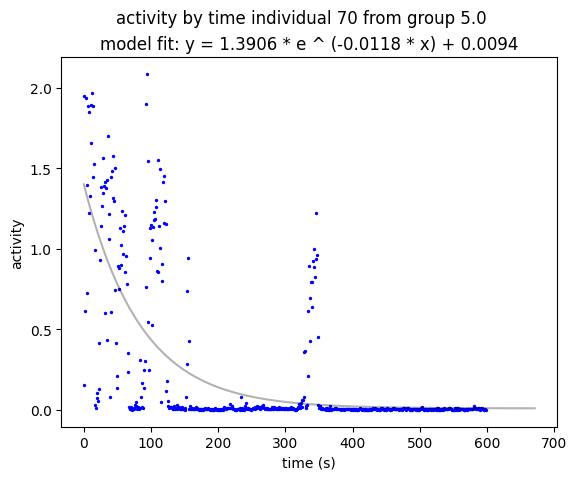 activity by time individual 70 from group 5.0
model fit: y = 1.3906 * e ^ (-0.0118 * x) + 0.0094
2.0
1.5
1.0
0.5
0.0
activity
0 100 200 300 400 500 600 700
time (s)